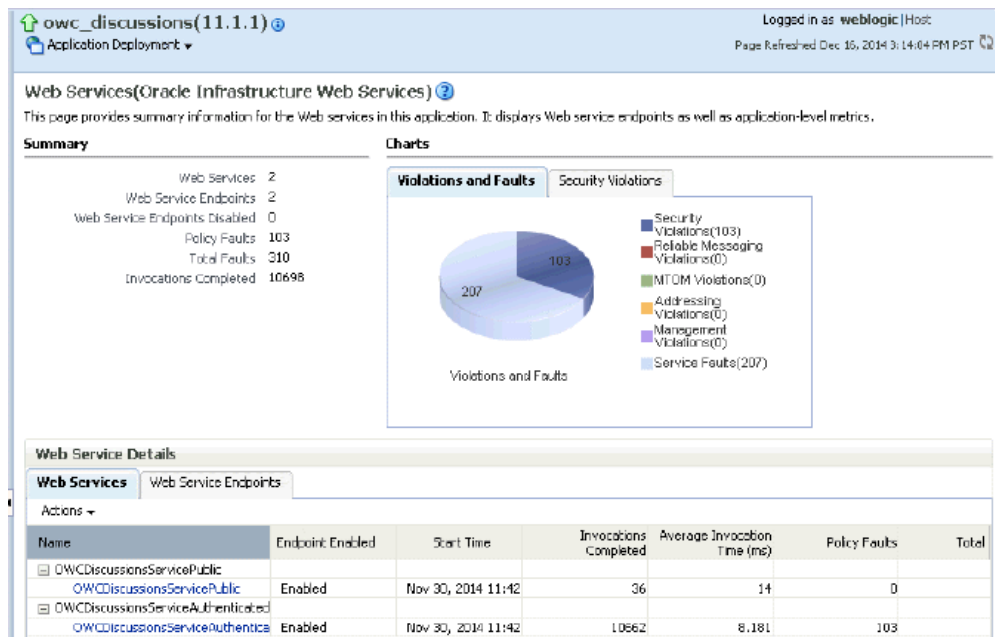 owc_discussions(11.1.1)
Logged in as weblogic|Host
Application Deployment
Page Refreshed Dec 16, 2014 3:14:04 PM PST
Web Services(Oracle Infrastructure Web Services)
This page provides summary information for the Web services in this application. It displays Web service endpoints as well as application-level metrics.
Summary
Web Services 2
Web Service Endpoints 2
Web Service Endpoints Disabled 0
Policy Faults 103
Total Faults 310
Invocations Completed 10698
Charts
Violations and Faults Security Violations
103
207
Violations and Faults
Security
Violations(103)
Reliable Messaging
Violations(0)
MTOM Violations(0)
Addressing
Violations(0)
Management
Violations(0)
Service Faults(207)
Web Service Details
Web Services Web Service Endpoints
Actions
Name Endpoint Enabled Start Time Invocations Completed Average Invocation Time (ms) Policy Faults Total
OWCDiscussionsServicePublic
OWCDiscussionsServicePublic Enabled Nov 30, 2014 11:42 36 14 0
OWCDiscussionsServiceAuthenticated
OWCDiscussionsServiceAuthentica Enabled Nov 30, 2014 11:42 10662 8.181 103